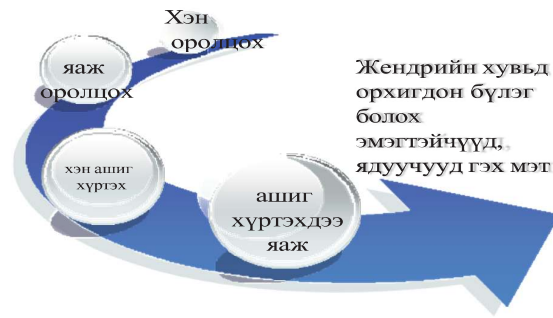 Хэн
оролцох
яаж
оролцох
хэн ашиг
хүртэх
ашиг
хүртэхдээ
яаж
Жендрийн хувьд
орхигдон бүлэг
болох
эмэгтэйчүүд,
ядуучууд гэх мэт